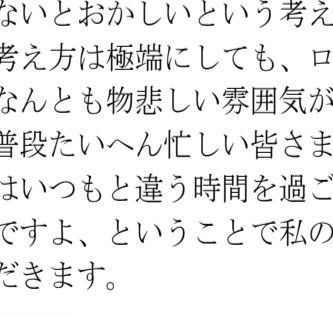 ないとおかしいという考え
考え方は極端にしても、ロ
なんとも物悲しい雰囲気が
普段たいへん忙しい皆さま
はいつもと違う時間を過ご
ですよ、ということで私の
だきます。